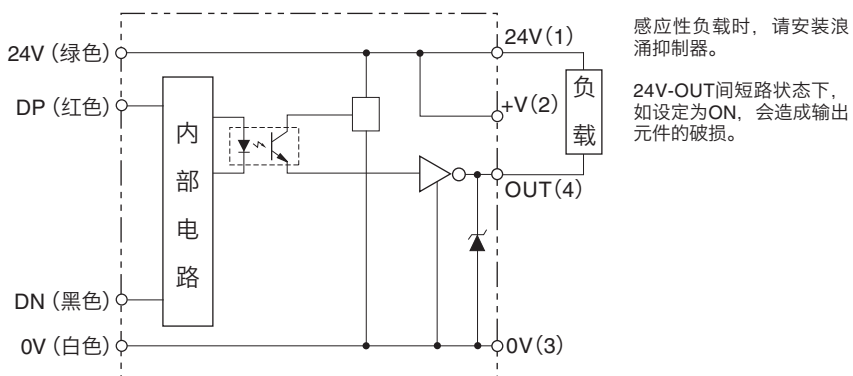 24V（绿色）
DP（红色）
DN（黑色）
0V（白色）
内部电路
24V（1）
+V（2）
OUT（4）
0V（3）
负载
感应性负载时，请安装浪
涌抑制器。
24V-OUT间短路状态下，
如设定为ON，会造成输出
元件的破损。